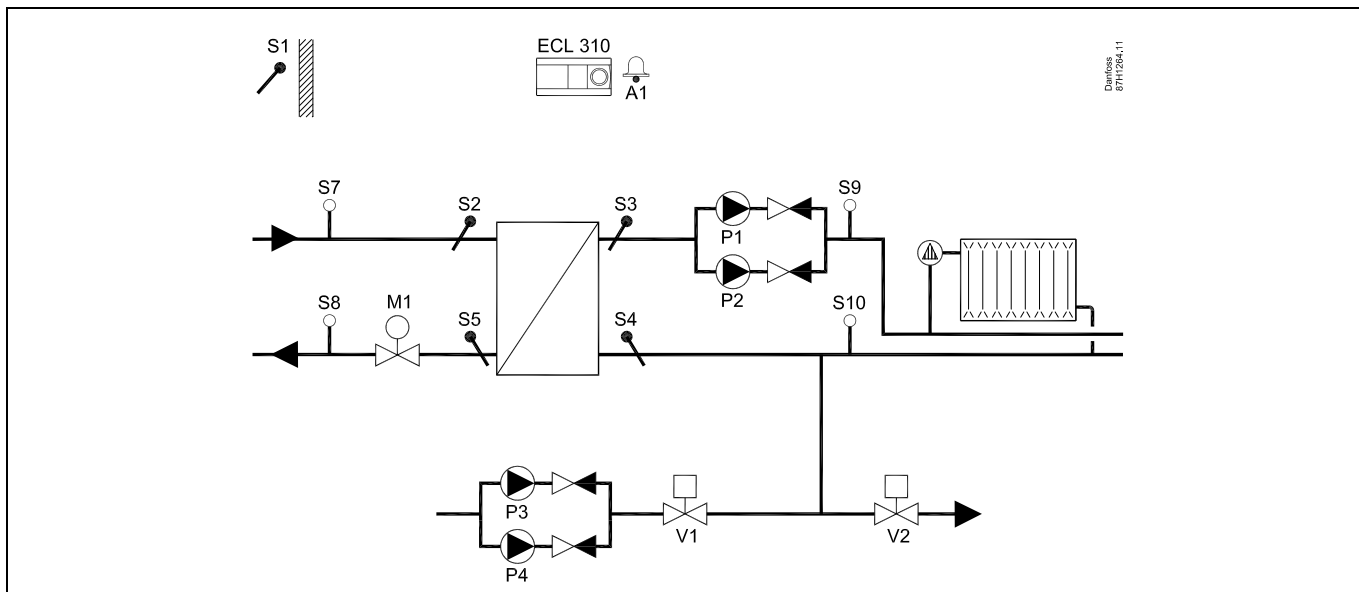 S1
ECL 310
A1
Danfoss
87H1264.11
S7
S2
S3
P1
S9
P2
S8
M1
S5
S4
S10
P3
V1
V2
P4